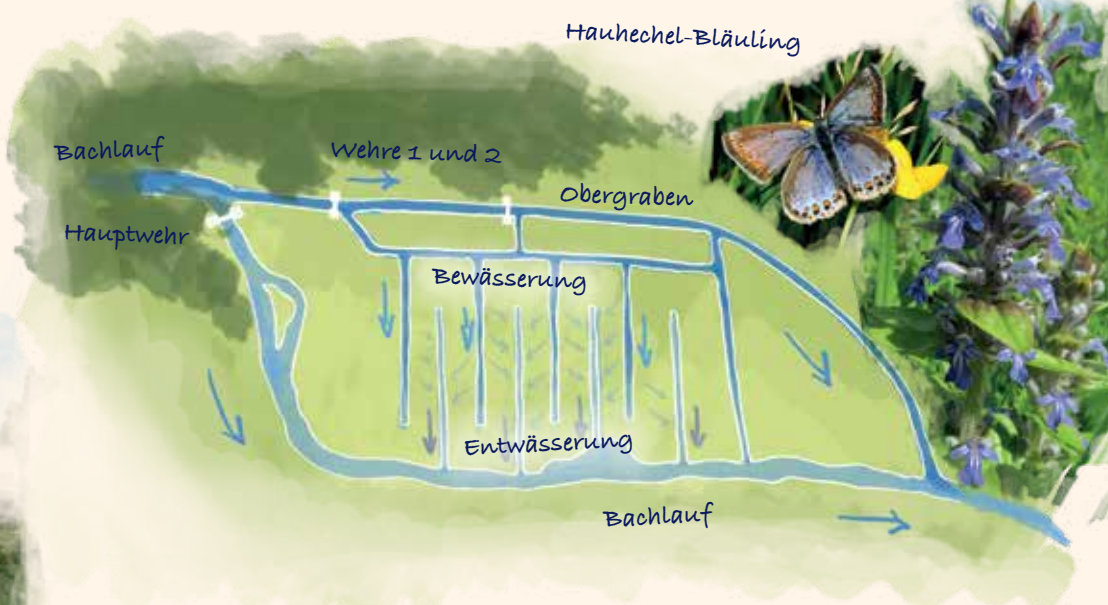 Hauhechel-Bläuling
Bachlauf
Wehre 1 und 2
Obergraben
Hauptwehr
Bewässerung
Entwässerung
Bachlauf